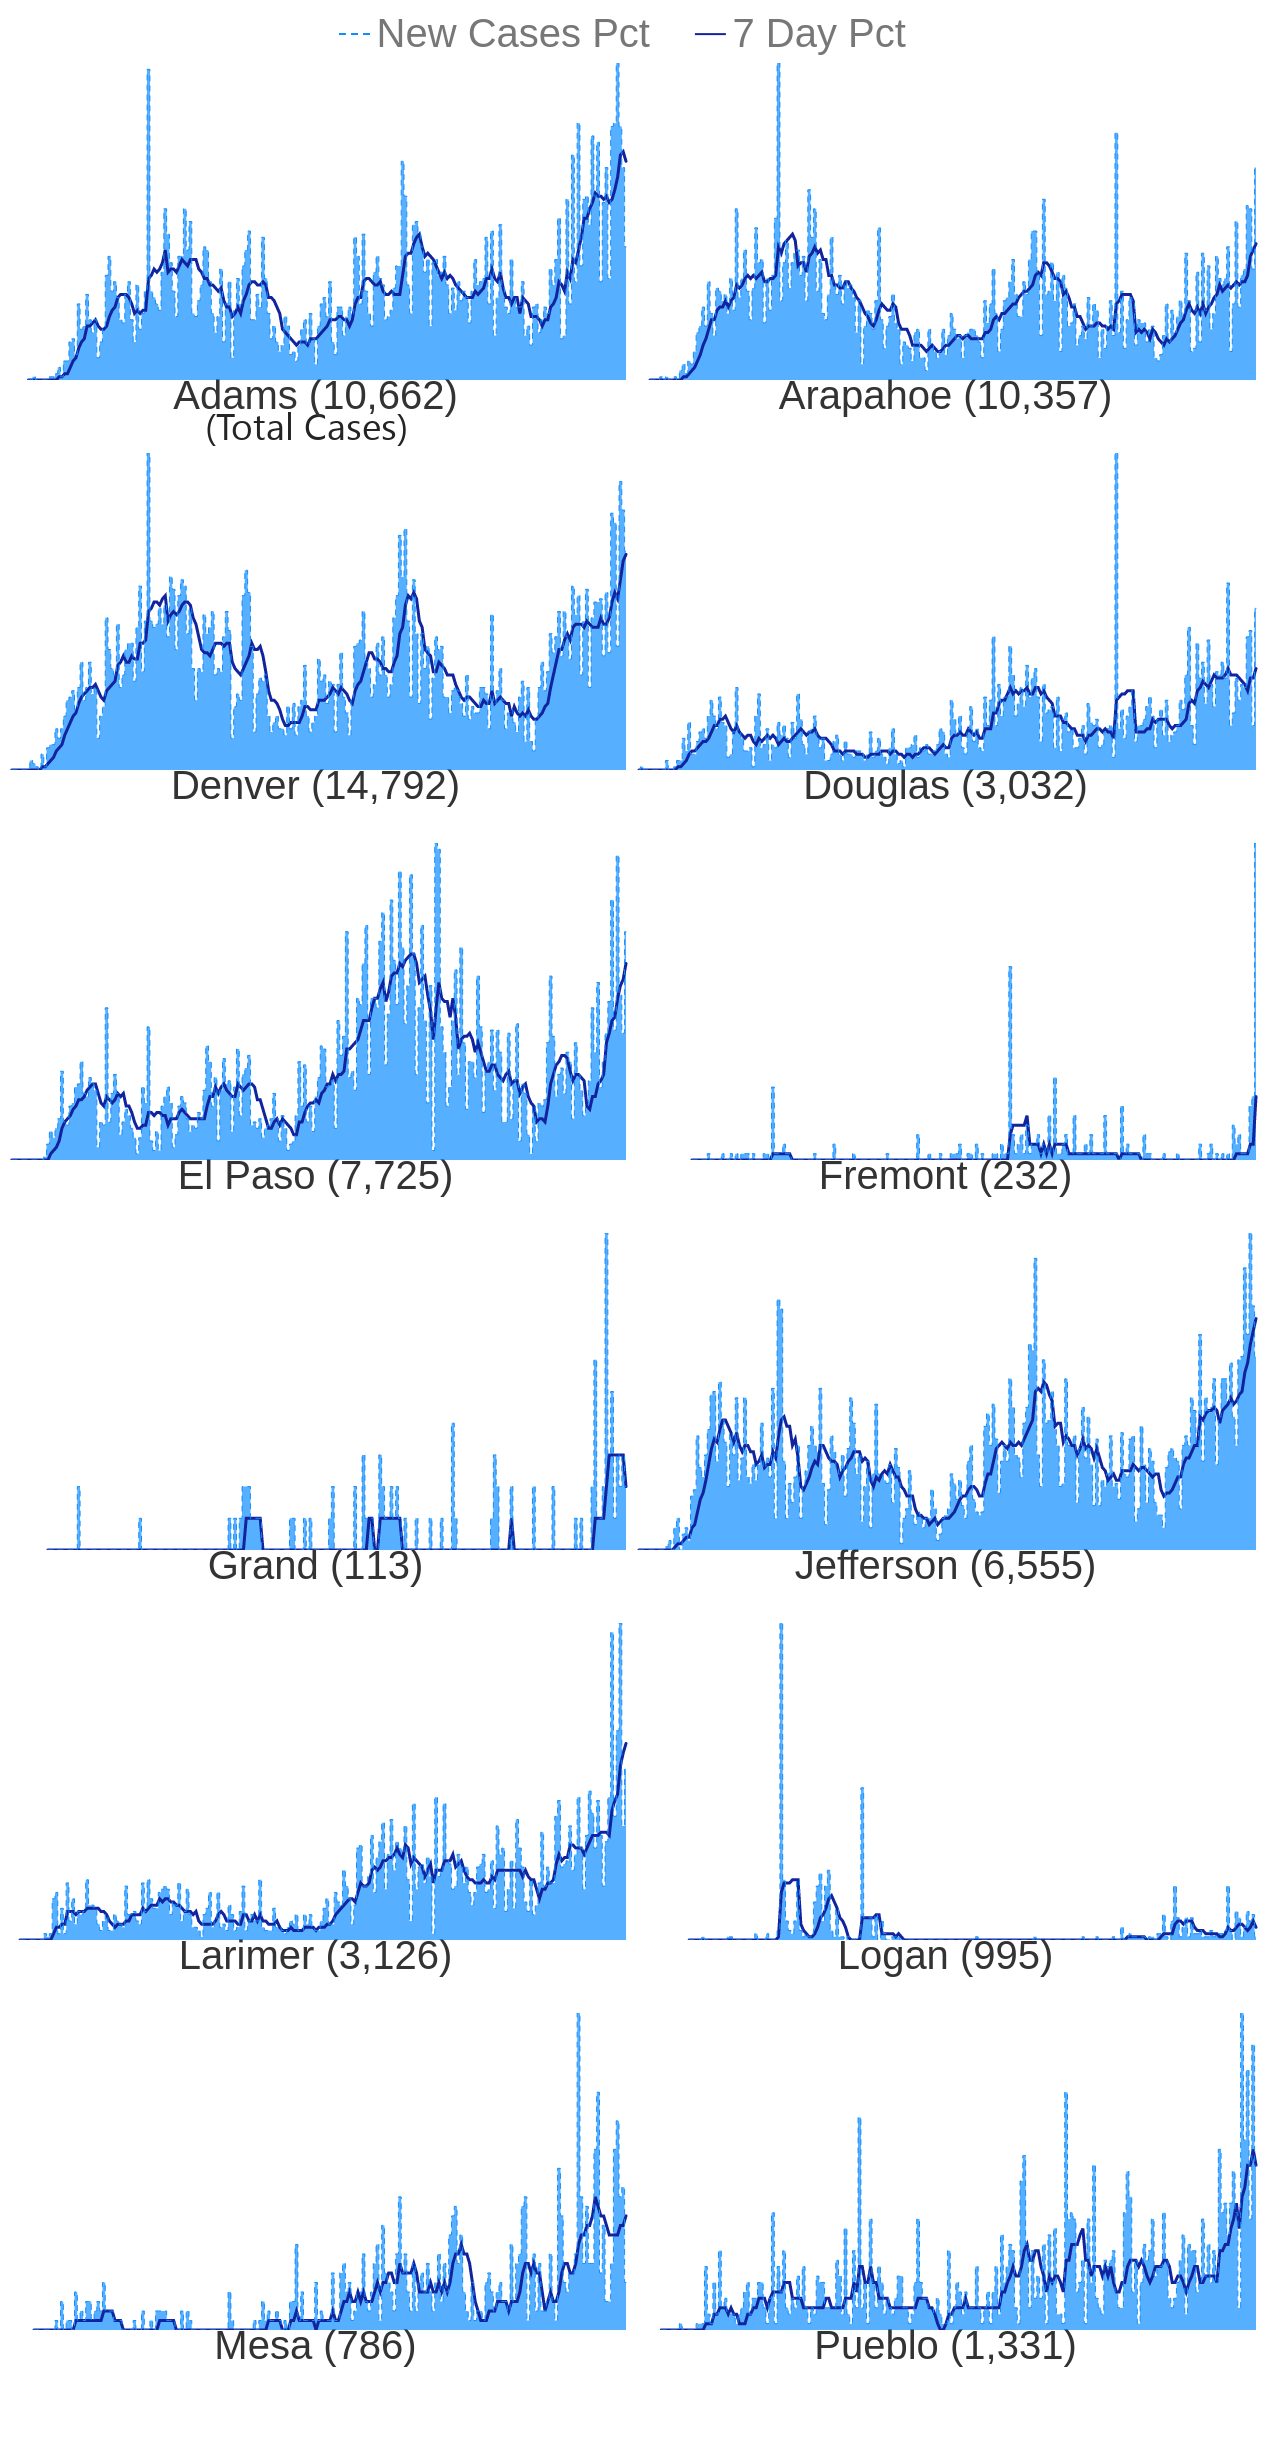 New Cases Pct 7 Day Pct
Adams (10,662) Arapahoe (10,357)
(Total Cases)
Denver (14,792) Douglas (3,032)
El Paso (7,725) Fremont (232)
Grand (113) Jefferson (6,555)
Larimer (3,126) Logan (995)
Mesa (786) Pueblo (1,331)